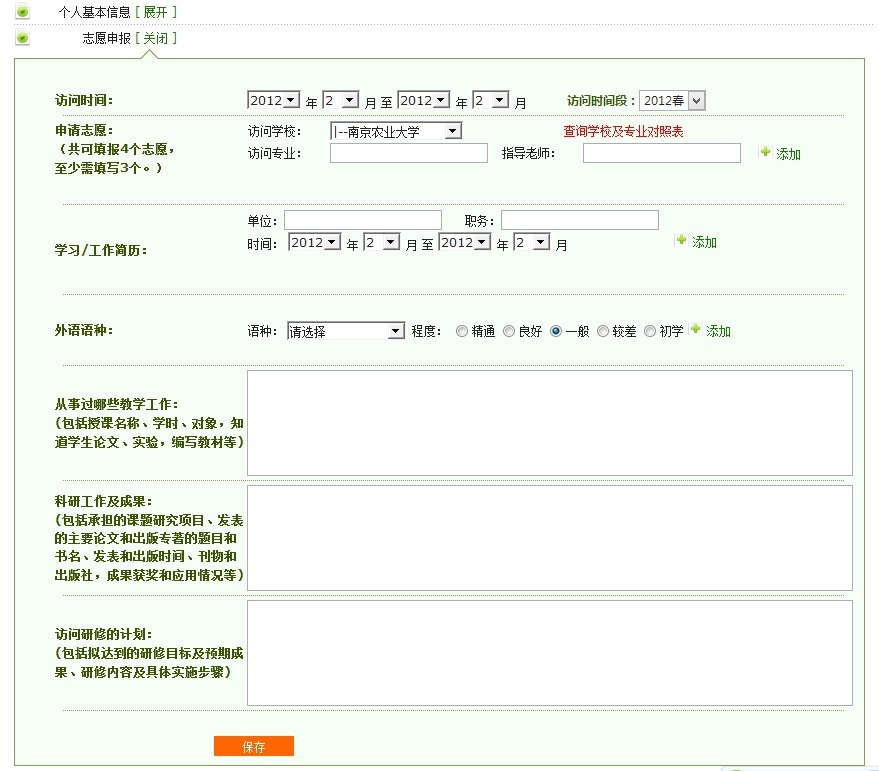 个人基本信息 [ 展开 ]
志愿申报 [ 关闭 ]
访问时间： 2012 年 2 月 至 2012 年 2 月 访问时间段： 2012春
申请志愿：
（共可填报4个志愿，
至少需填写3个。）
访问学校： |--南京农业大学 查询学校及专业对照表
访问专业： 指导老师： 添加
学习/工作简历：
单位： 职务：
时间： 2012 年 2 月 至 2012 年 2 月 添加
外语语种： 语种： 请选择 程度： 精通 良好 一般 较差 初学 添加
从事过哪些教学工作：
（包括授课名称、学时、对象，知
道学生论文、实验，编写教材等）
科研工作及成果：
（包括承担的课题研究项目、发表
的主要论文和出版专著的题目和
书名、发表和出版时间、刊物和
出版社，成果获奖和应用情况等）
访问研修的计划：
（包括拟达到的研修目标及预期成
果、研修内容及具体实施步骤）
保存